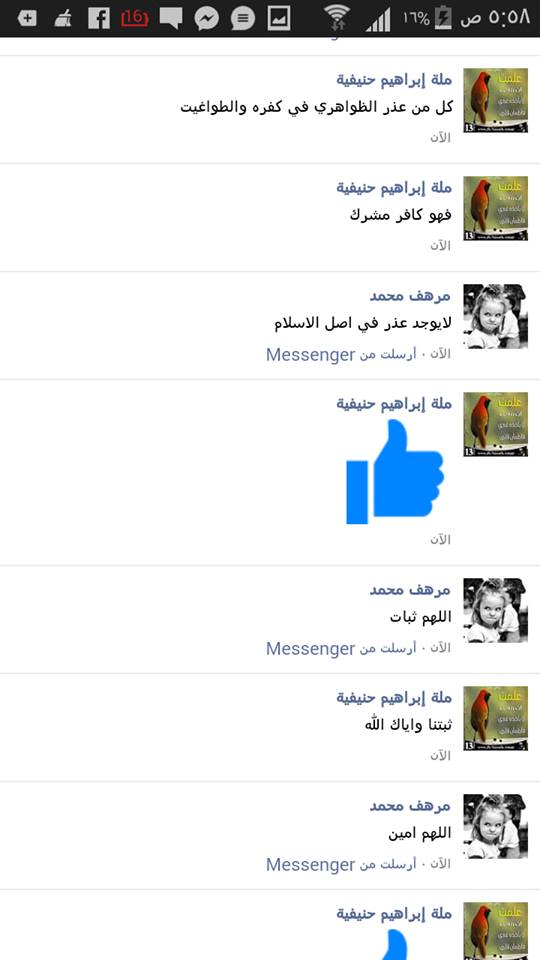 ٥:٥٨ ص ١٦%
16
Messenger
ملة إبراهيم حنيفية
كل من عذر الظواهري في كفره والطواغيت
الآن
ملة إبراهيم حنيفية
فهو كافر مشرك
الآن
مرهف محمد
لايوجد عذر في اصل الاسلام
الآن · أرسلت من Messenger
ملة إبراهيم حنيفية
الآن
مرهف محمد
اللهم ثبات
الآن · أرسلت من Messenger
ملة إبراهيم حنيفية
ثبتنا واياك الله
الآن
مرهف محمد
اللهم امين
الآن · أرسلت من Messenger
ملة إبراهيم حنيفية